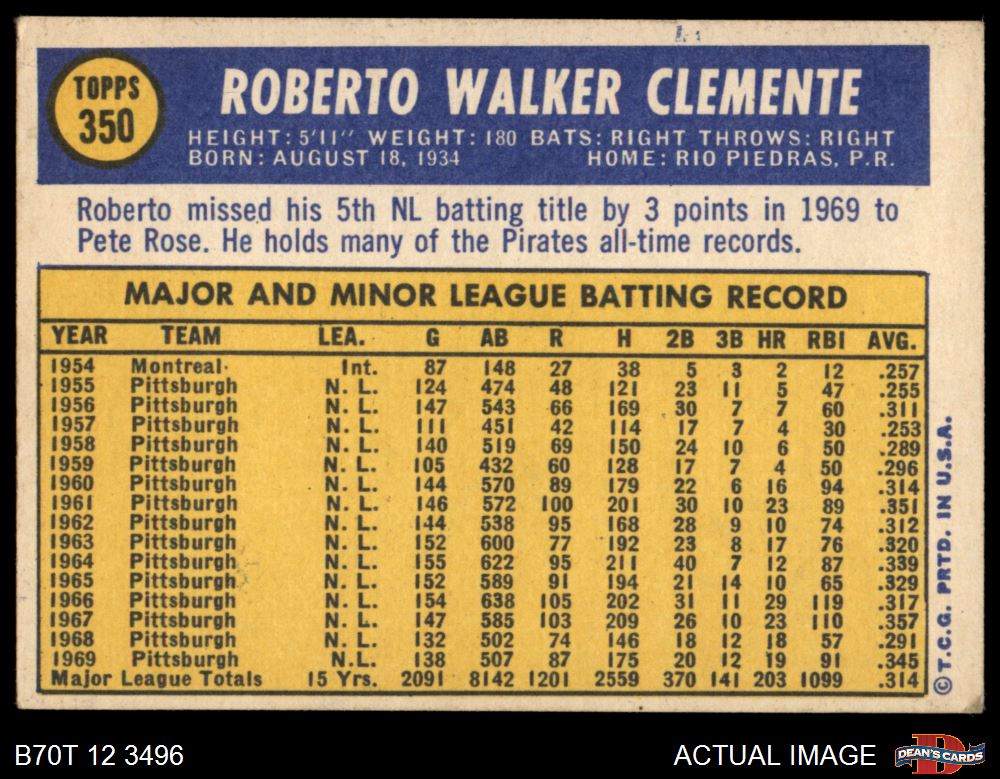 TOPPS
350
ROBERTO WALKER CLEMENTE
HEIGHT: 5'11" WEIGHT: 180 BATS: RIGHT THROWS: RIGHT
BORN: AUGUST 18, 1934 HOME: RIO PIEDRAS, P.R.
Roberto missed his 5th NL batting title by 3 points in 1969 to
Pete Rose. He holds many of the Pirates all-time records.
MAJOR AND MINOR LEAGUE BATTING RECORD
YEAR TEAM LEA. G AB R H 2B 3B HR RBI AVG.
1954 Montreal Int. 87 148 27 38 5 3 2 12 .257
1955 Pittsburgh N. L. 124 474 48 121 23 11 5 47 .255
1956 Pittsburgh N. L. 147 543 66 169 30 7 7 60 .311
1957 Pittsburgh N. L. 111 451 42 114 17 7 4 30 .253
1958 Pittsburgh N. L. 140 519 69 150 24 10 6 50 .289
1959 Pittsburgh N. L. 105 432 60 128 17 7 4 50 .296
1960 Pittsburgh N. L. 144 570 89 179 22 6 16 94 .314
1961 Pittsburgh N. L. 146 572 100 201 30 10 23 89 .351
1962 Pittsburgh N. L. 144 538 95 168 28 9 10 74 .312
1963 Pittsburgh N. L. 152 600 77 192 23 8 17 76 .320
1964 Pittsburgh N. L. 155 622 95 211 40 7 12 87 .339
1965 Pittsburgh N. L. 152 589 91 194 21 14 10 65 .329
1966 Pittsburgh N. L. 154 638 105 202 31 11 29 119 .317
1967 Pittsburgh N. L. 147 585 103 209 26 10 23 110 .357
1968 Pittsburgh N. L. 132 502 74 146 18 12 18 57 .291
1969 Pittsburgh N.L. 138 507 87 175 20 12 19 91 .345
Major League Totals 15 Yrs. 2091 8142 1201 2559 370 141 203 1099 .314
© T.C.G. PRTD. IN U.S.A.
B70T 12 3496
ACTUAL IMAGE
DEAN'S CARDS